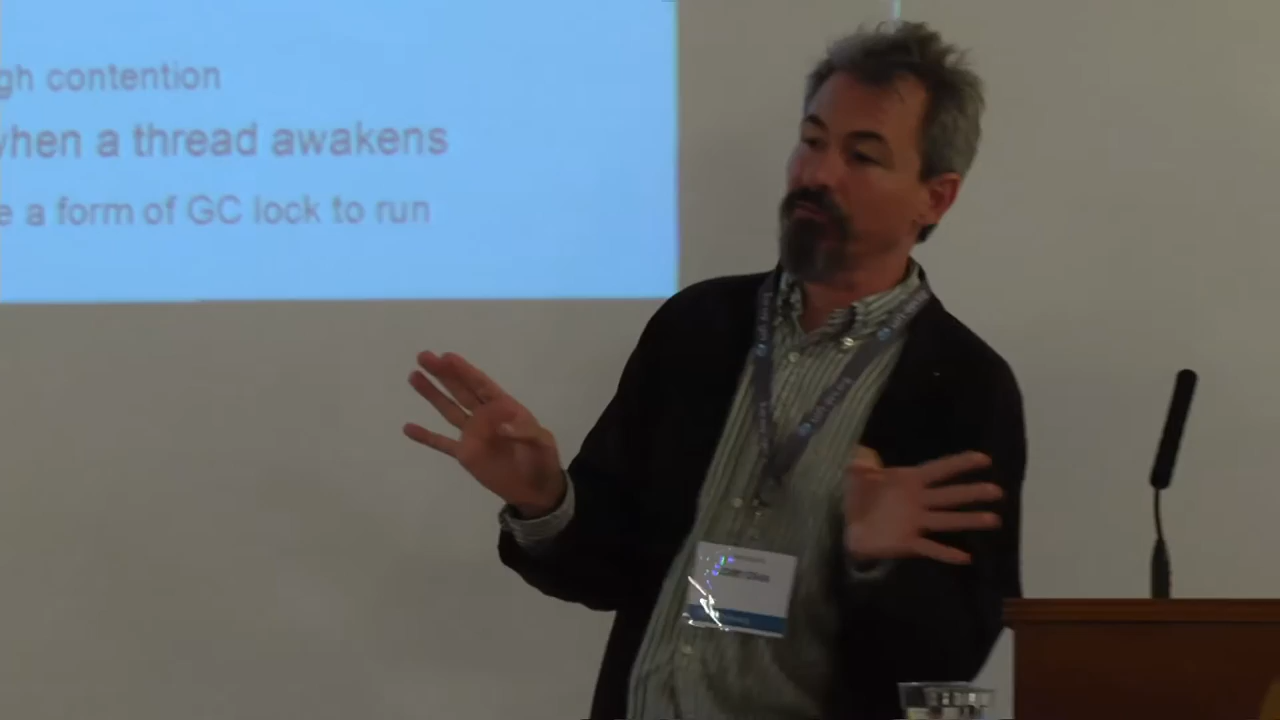 gh contention
when a thread awakens
e a form of GC lock to run